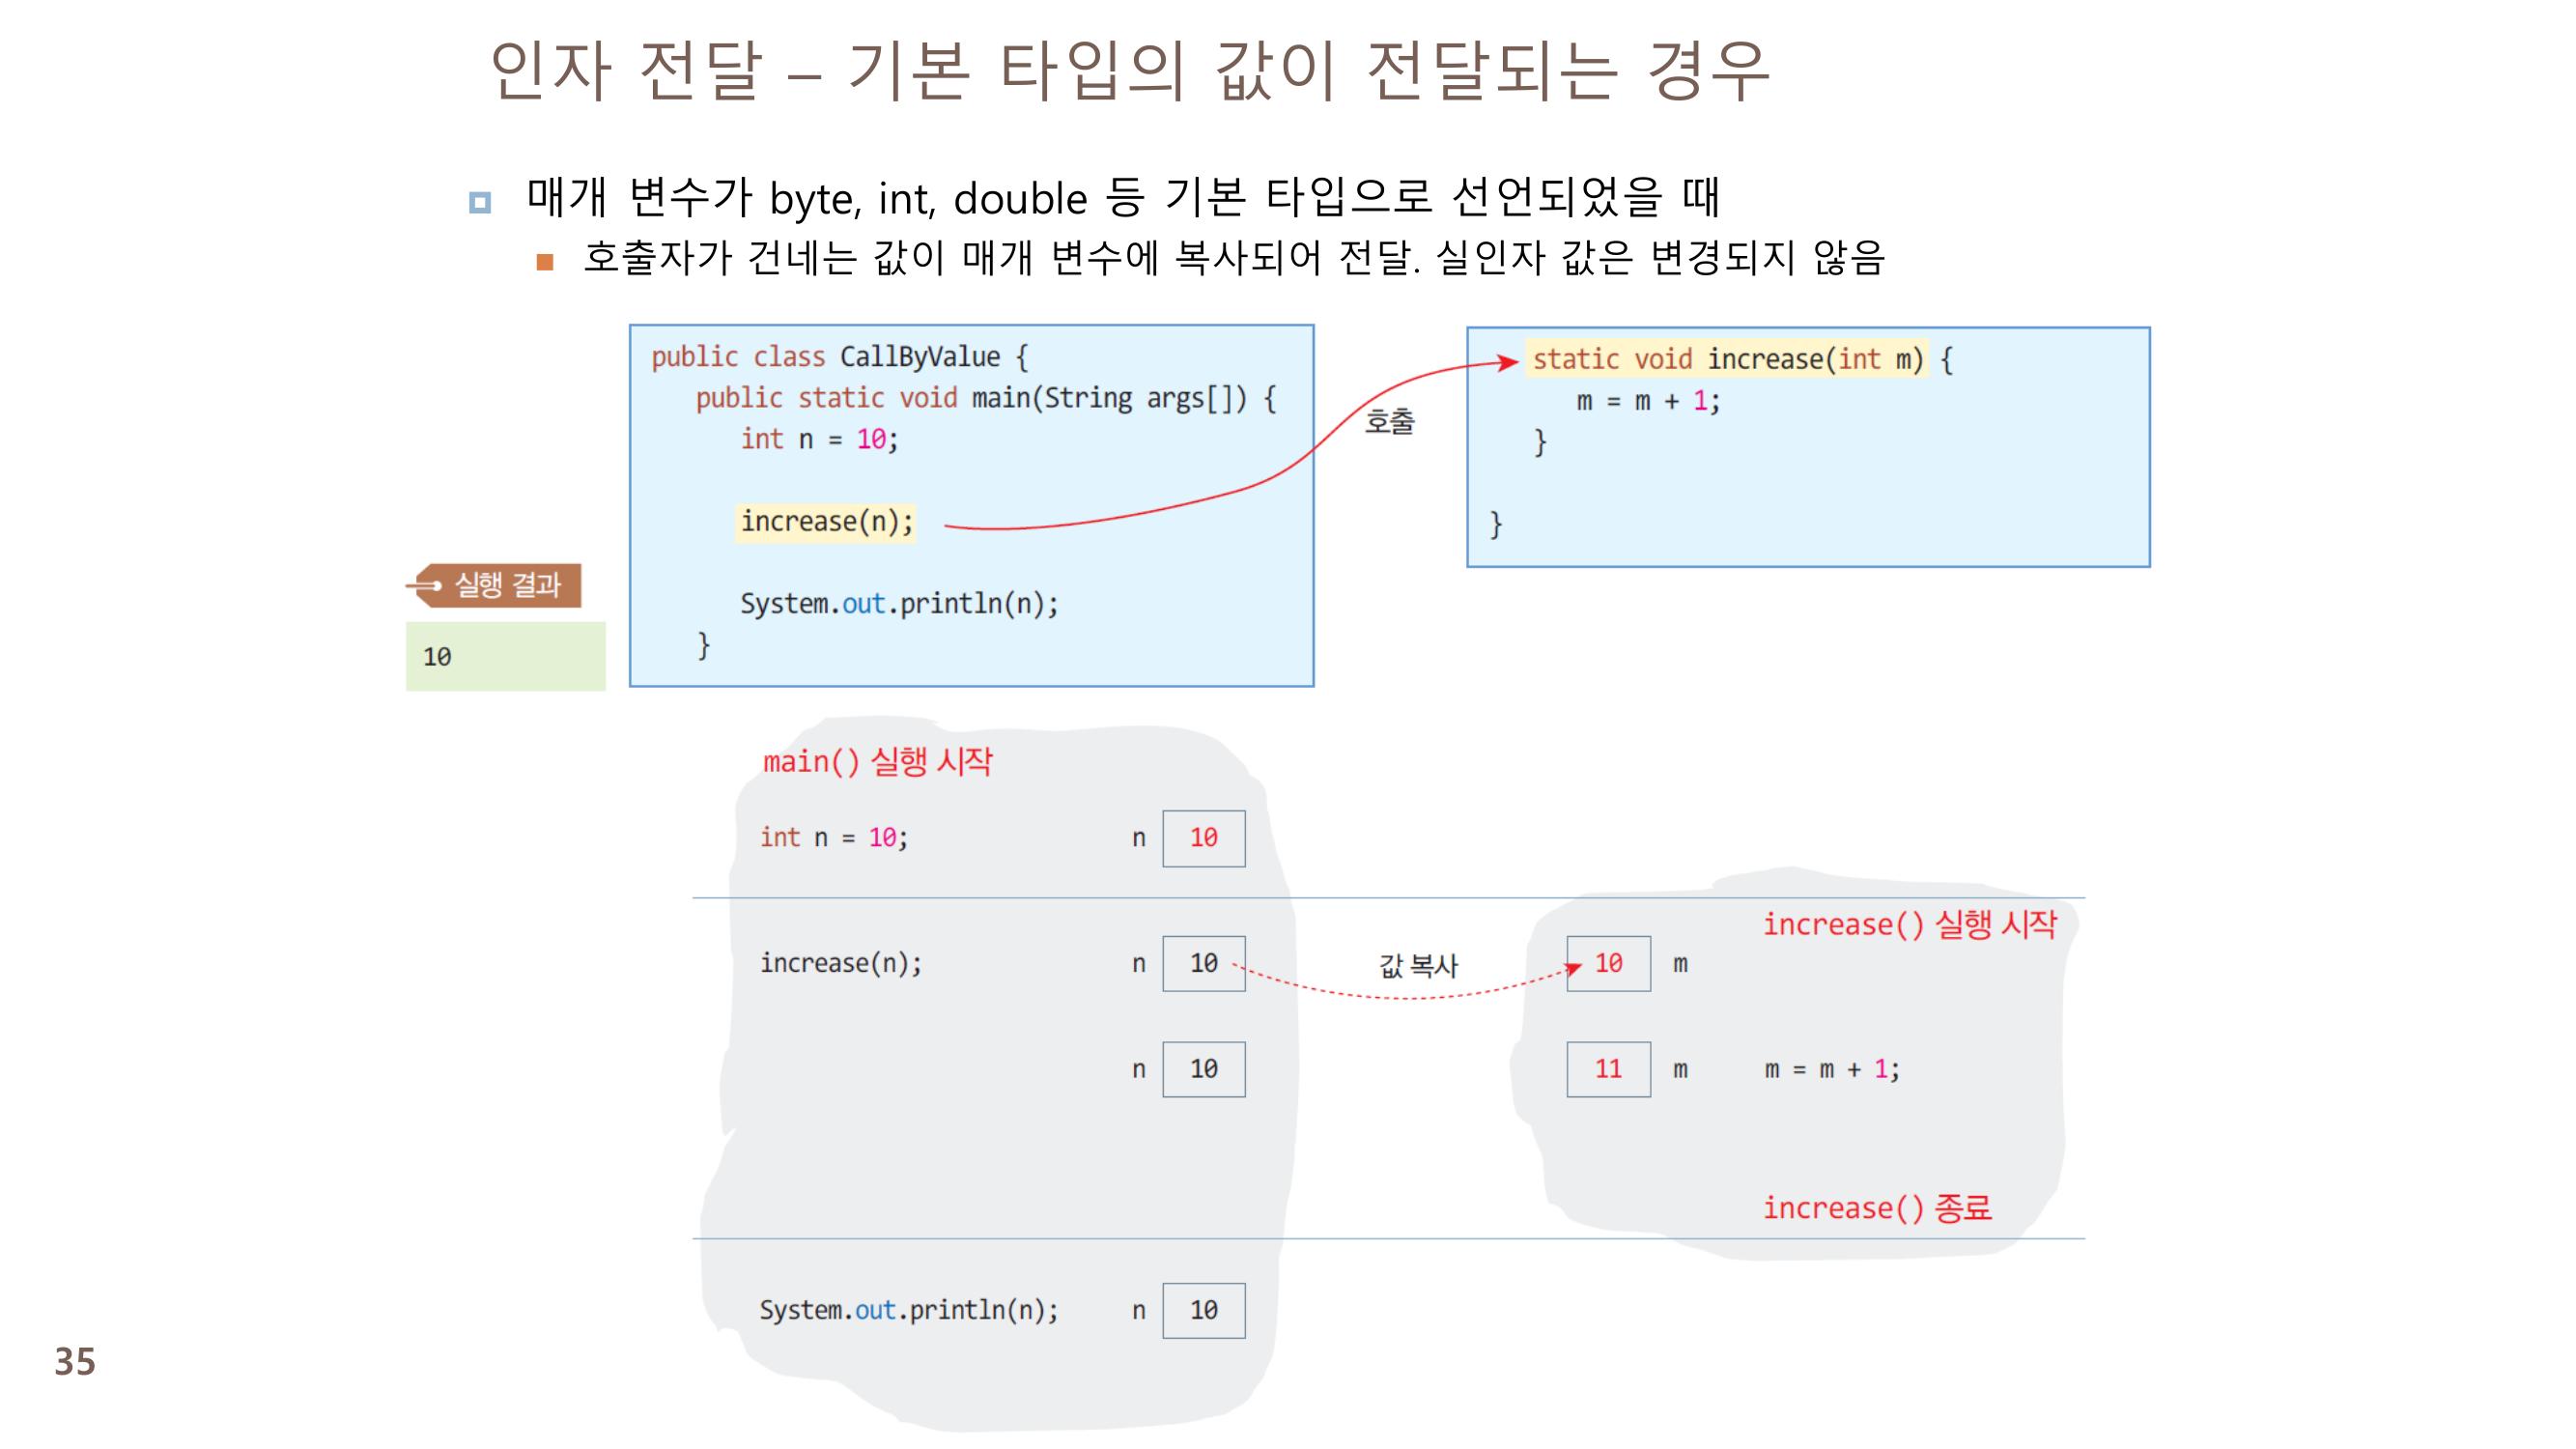 인자 전달 – 기본 타입의 값이 전달되는 경우
매개 변수가 byte, int, double 등 기본 타입으로 선언되었을 때
호출자가 건네는 값이 매개 변수에 복사되어 전달. 실인자 값은 변경되지 않음
public class CallByValue {
public static void main(String args[]) {
int n = 10;
increase(n);
System.out.println(n);
}
호출
static void increase(int m) {
m = m + 1;
}
}
실행 결과
10
main() 실행 시작
int n = 10; n 10
increase() 실행 시작
increase(n); n 10 값 복사 10 m
n 10 11 m m = m + 1;
increase() 종료
System.out.println(n); n 10
35